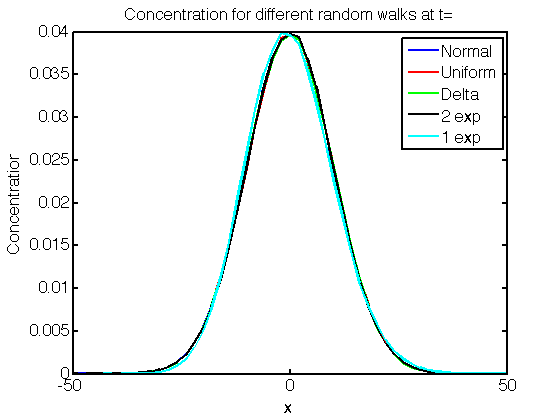 Concentration for different random walks at t=
0.04
0.035
0.03
0.025
0.02
0.015
0.01
0.005
0
Concentratior
Normal
Uniform
Delta
2 exp
1 exp
-50
0
50
x